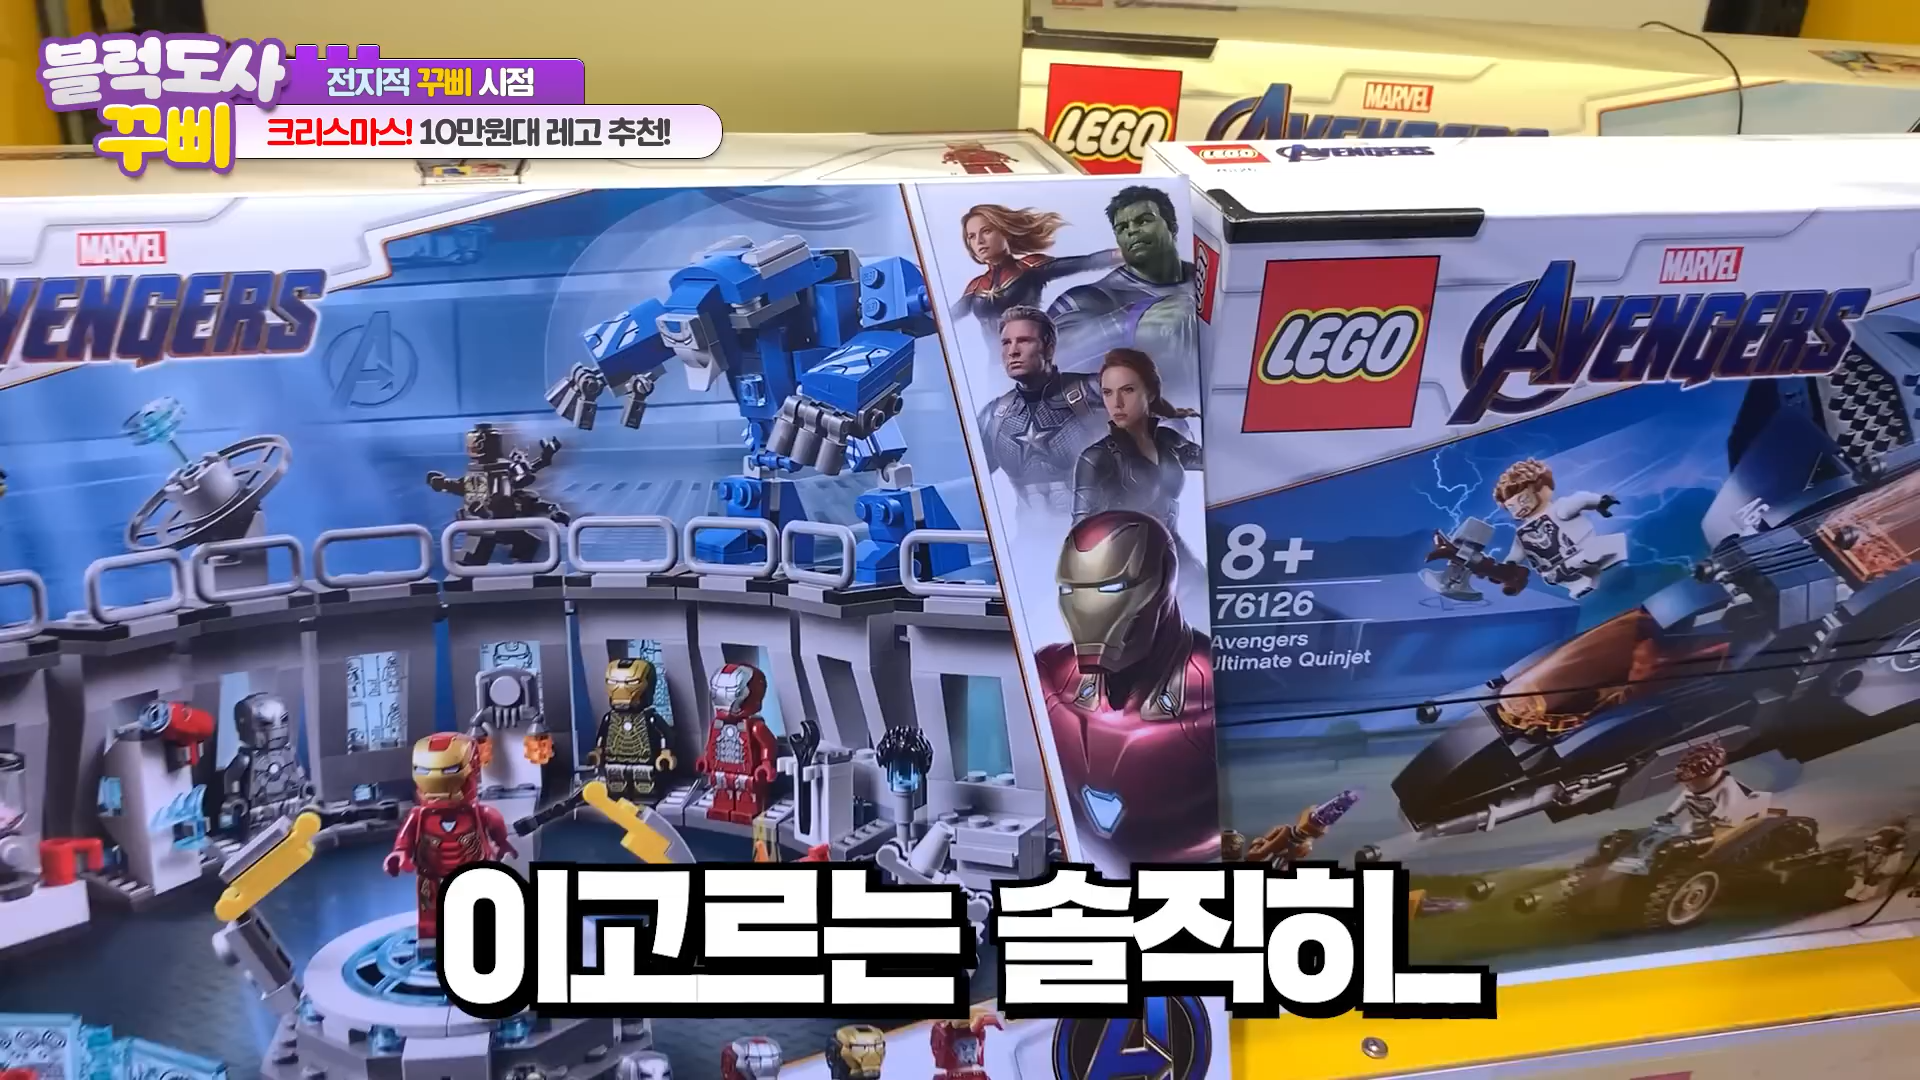 블럭도사
꾸삐
전지적 꾸삐 시점
크리스마스! 10만원대 레고 추천!
LEGO
MARVEL
AVENGERS
LEGO AVENGERS
MARVEL
VENGERS
LEGO
MARVEL
AVENGERS
8+
76126
Avengers
Ultimate Quinjet
이고르는 솔직히...